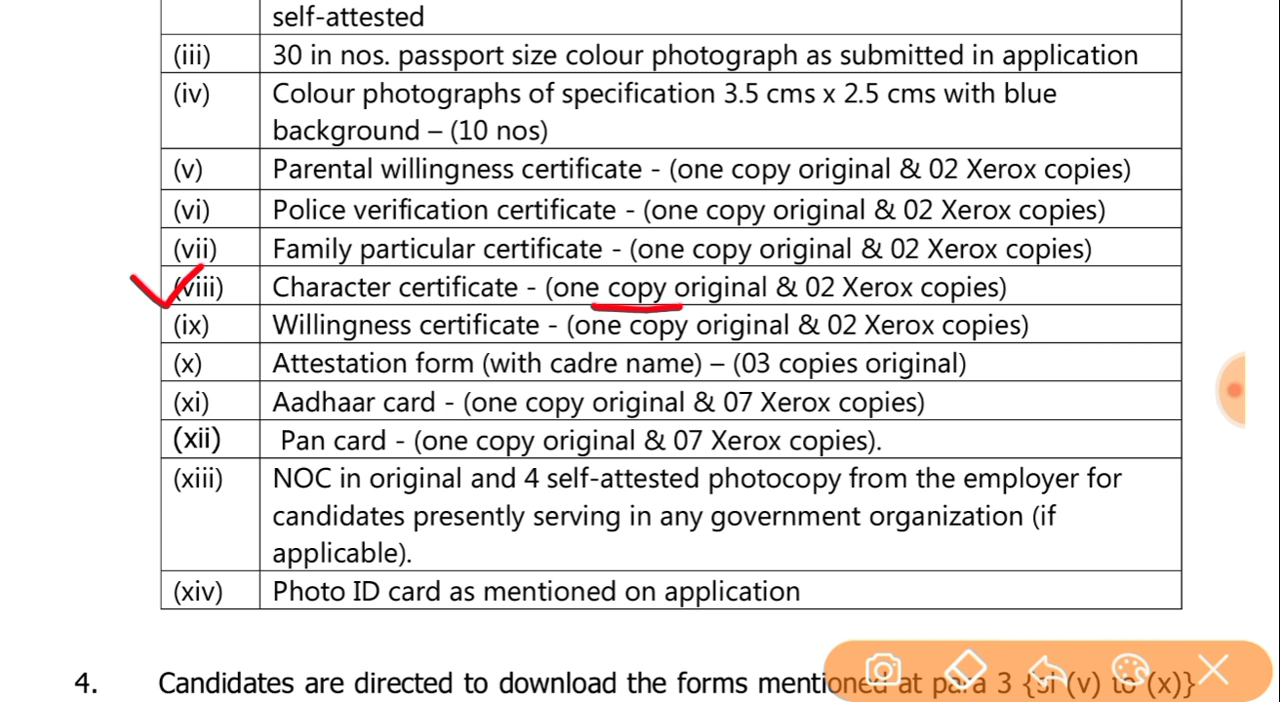 self-attested
(iii) 30 in nos. passport size colour photograph as submitted in application
(iv) Colour photographs of specification 3.5 cms x 2.5 cms with blue
background – (10 nos)
(v) Parental willingness certificate - (one copy original & 02 Xerox copies)
(vi) Police verification certificate - (one copy original & 02 Xerox copies)
(vii) Family particular certificate - (one copy original & 02 Xerox copies)
(viii) Character certificate - (one copy original & 02 Xerox copies)
(ix) Willingness certificate - (one copy original & 02 Xerox copies)
(x) Attestation form (with cadre name) – (03 copies original)
(xi) Aadhaar card - (one copy original & 07 Xerox copies)
(xii) Pan card - (one copy original & 07 Xerox copies).
(xiii) NOC in original and 4 self-attested photocopy from the employer for
candidates presently serving in any government organization (if
applicable).
(xiv) Photo ID card as mentioned on application
4. Candidates are directed to download the forms mentioned at para 3 {sl (v) to (x)}